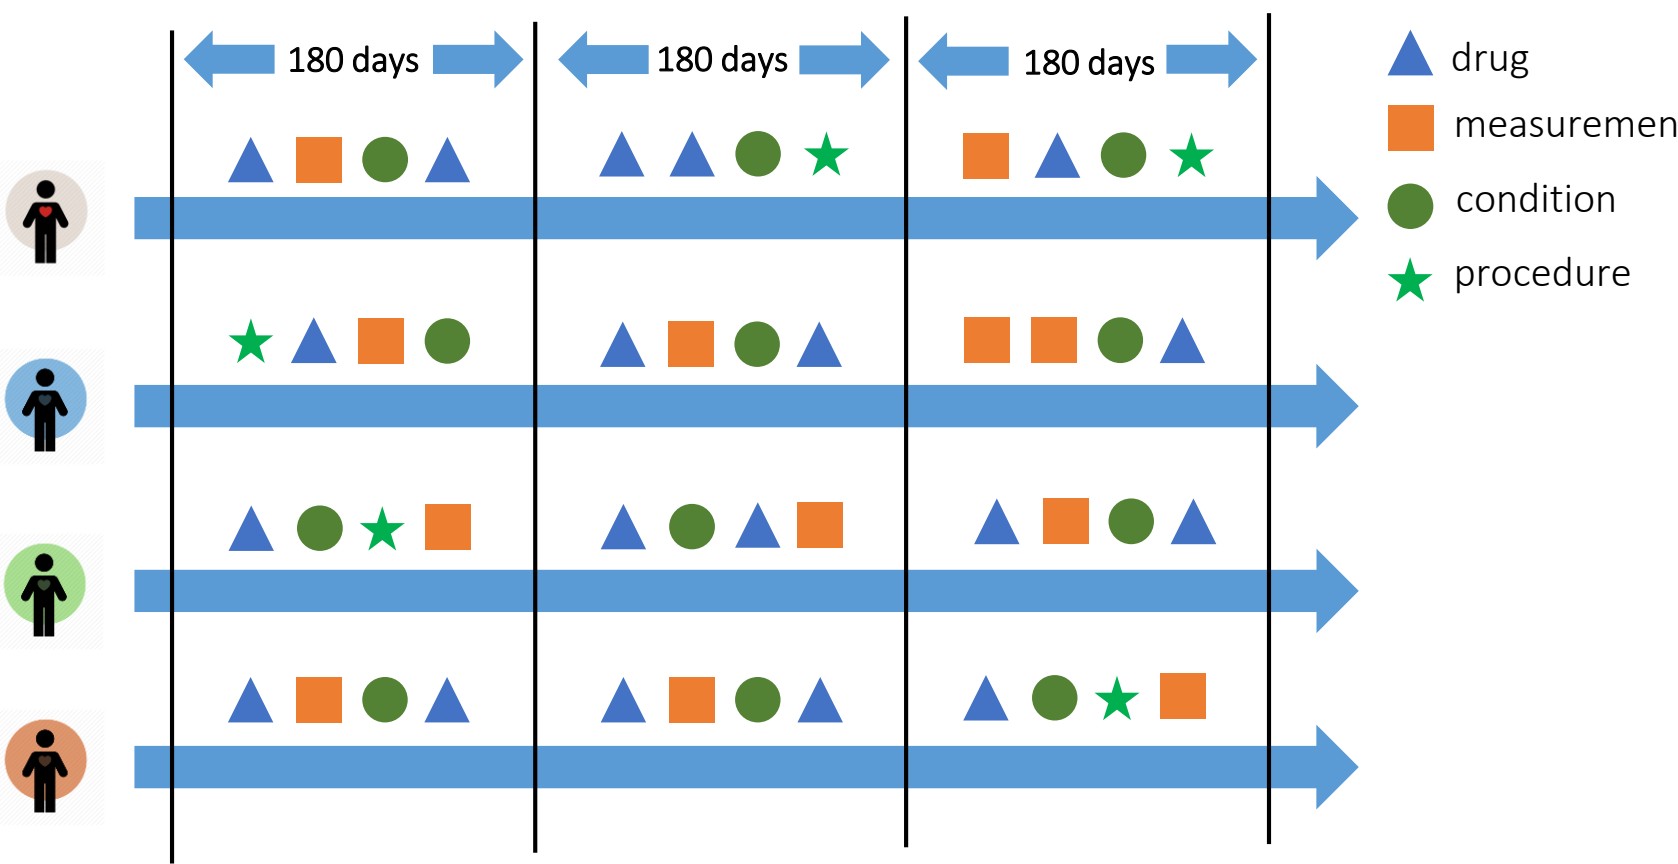 180 days
180 days
180 days
drug
measuremen
condition
procedure